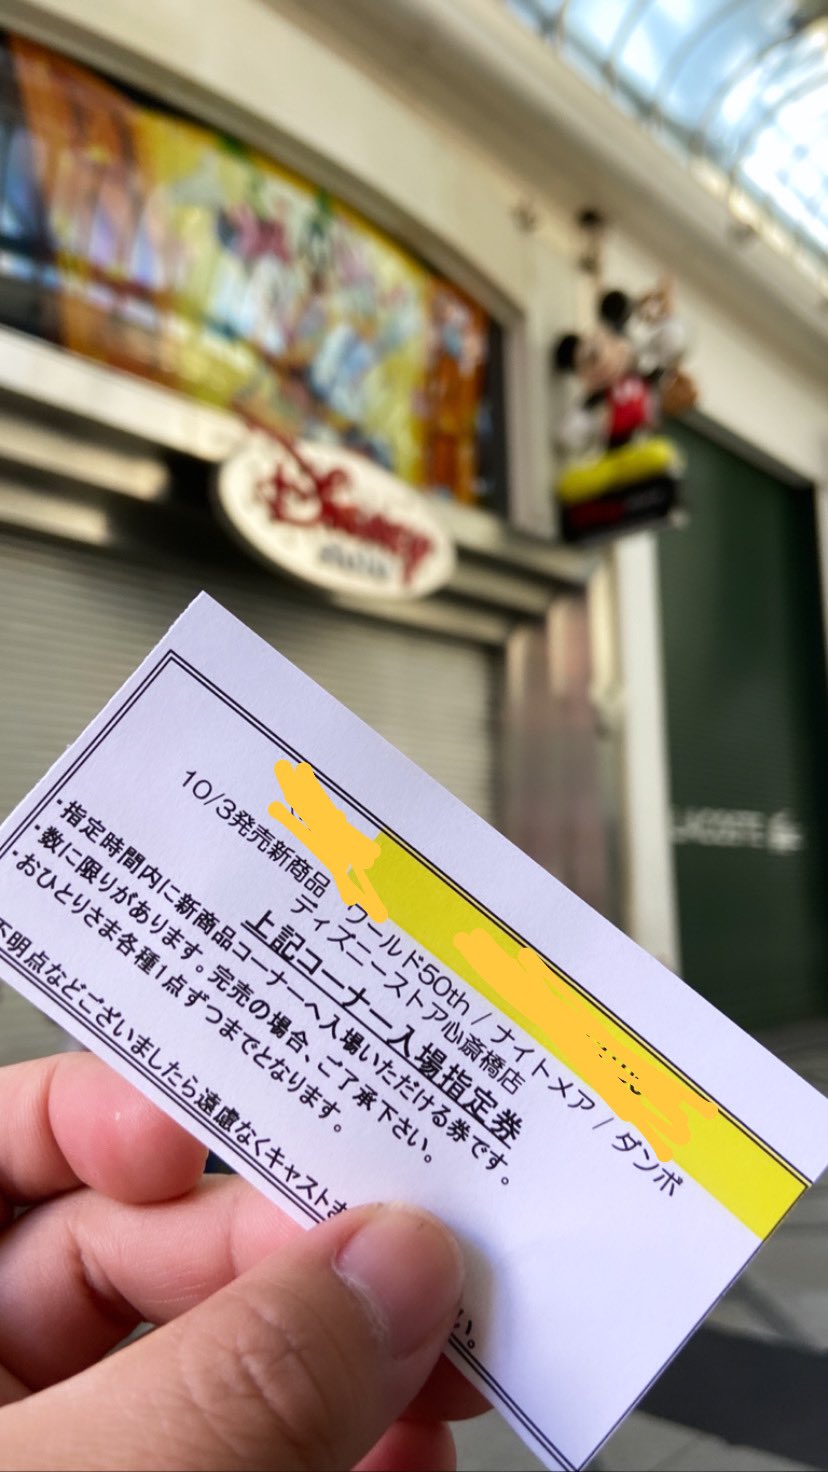 Disney
LACOSTE
10/3発売新商品 ワールド50th / ナイトメア / ダンボ
ディズニーストア心斎橋店
上記コーナー入場指定券
・指定時間内に新商品コーナーへ入場いただける券です。
・数に限りがあります。完売の場合、ご了承下さい。
・おひとりさま各種1点ずつまでとなります。
不明点などございましたら遠慮なくキャストま
い。